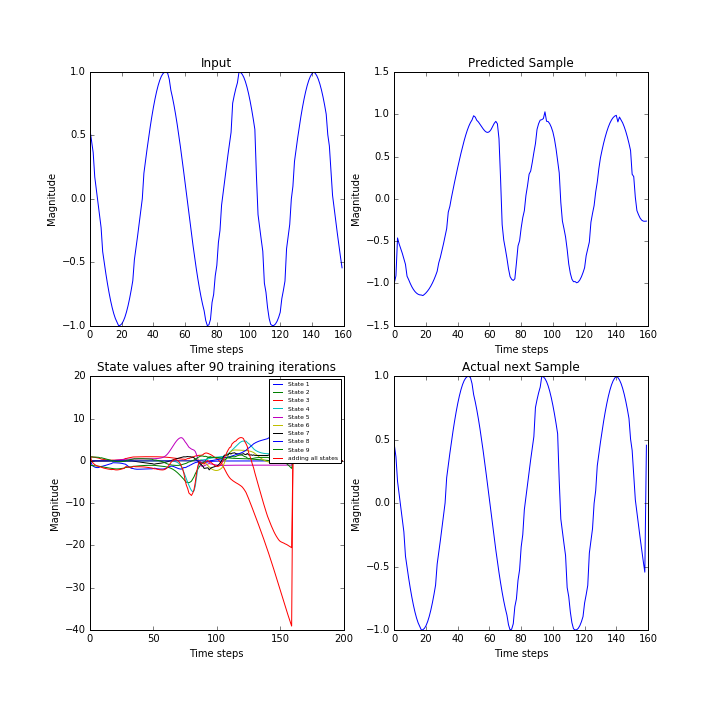 Input
Magnitude
1.0
0.5
0.0
−0.5
−1.0
0 20 40 60 80 100 120 140 160
Time steps
Predicted Sample
Magnitude
1.5
1.0
0.5
0.0
−0.5
−1.0
−1.5
0 20 40 60 80 100 120 140 160
Time steps
State values after 90 training iterations
Magnitude
20
10
0
−10
−20
−30
−40
0 50 100 150 200
Time steps
State 1
State 2
State 3
State 4
State 5
State 6
State 7
State 8
State 9
adding all states
Actual next Sample
Magnitude
1.0
0.5
0.0
−0.5
−1.0
0 20 40 60 80 100 120 140 160
Time steps